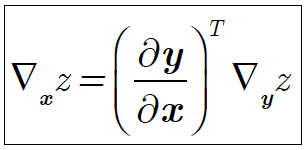 ∇ₓz = (∂y/∂x)ᵀ ∇ᵧz